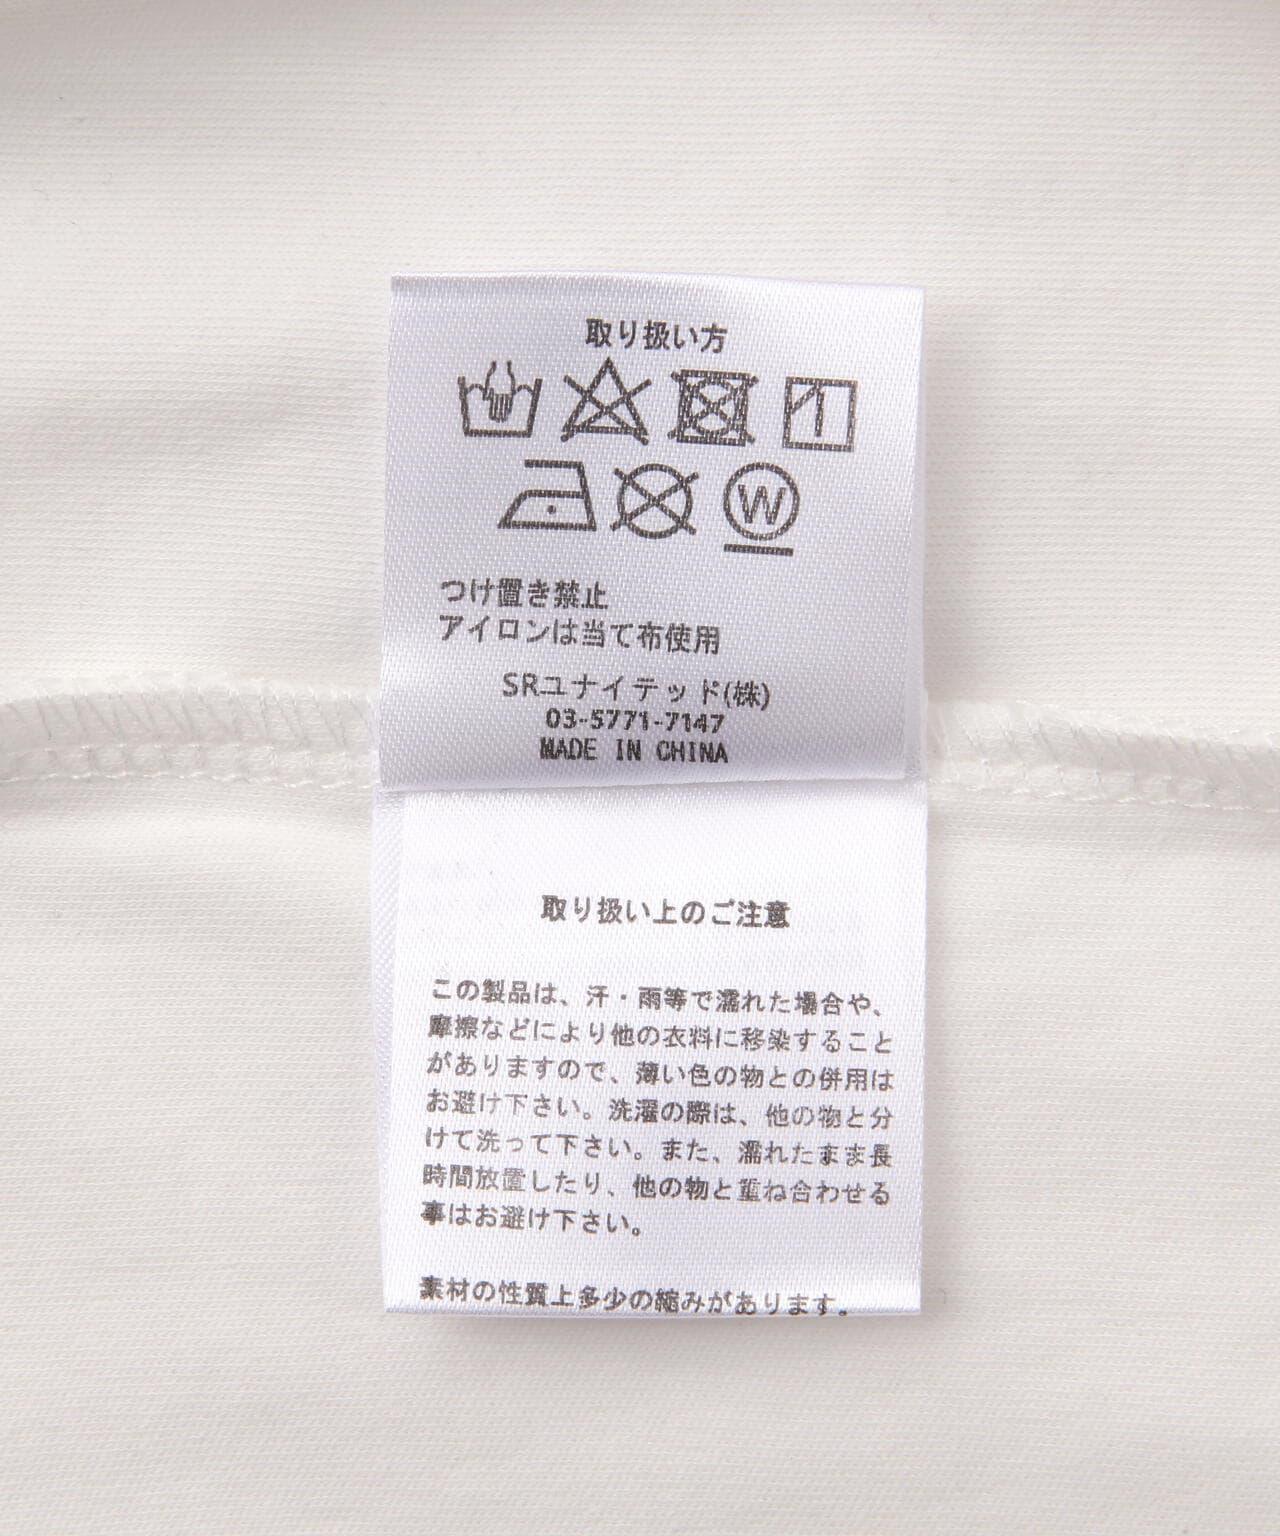 取り扱い方
W
つけ置き禁止
アイロンは当て布使用
SRユナイテッド(株)
03-5771-7147
MADE IN CHINA
取り扱い上のご注意
この製品は、汗・雨等で濡れた場合や、
摩擦などにより他の衣料に移染すること
がありますので、薄い色の物との併用は
お避け下さい。洗濯の際は、他の物と分
けて洗って下さい。また、濡れたまま長
時間放置したり、他の物と重ね合わせる
事はお避け下さい。
素材の性質上多少の縮みがあります。